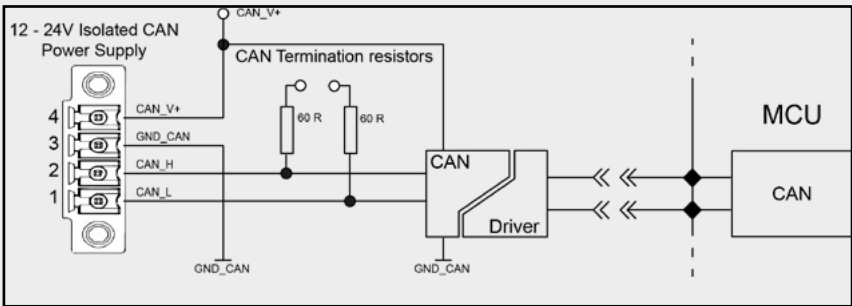 CAN_V+
12 - 24V Isolated CAN
Power Supply
CAN Termination resistors
4
CAN_V+
60 R
60 R
MCU
3
GND_CAN
2
CAN_H
CAN
1
CAN_L
CAN
Driver
GND_CAN
GND_CAN